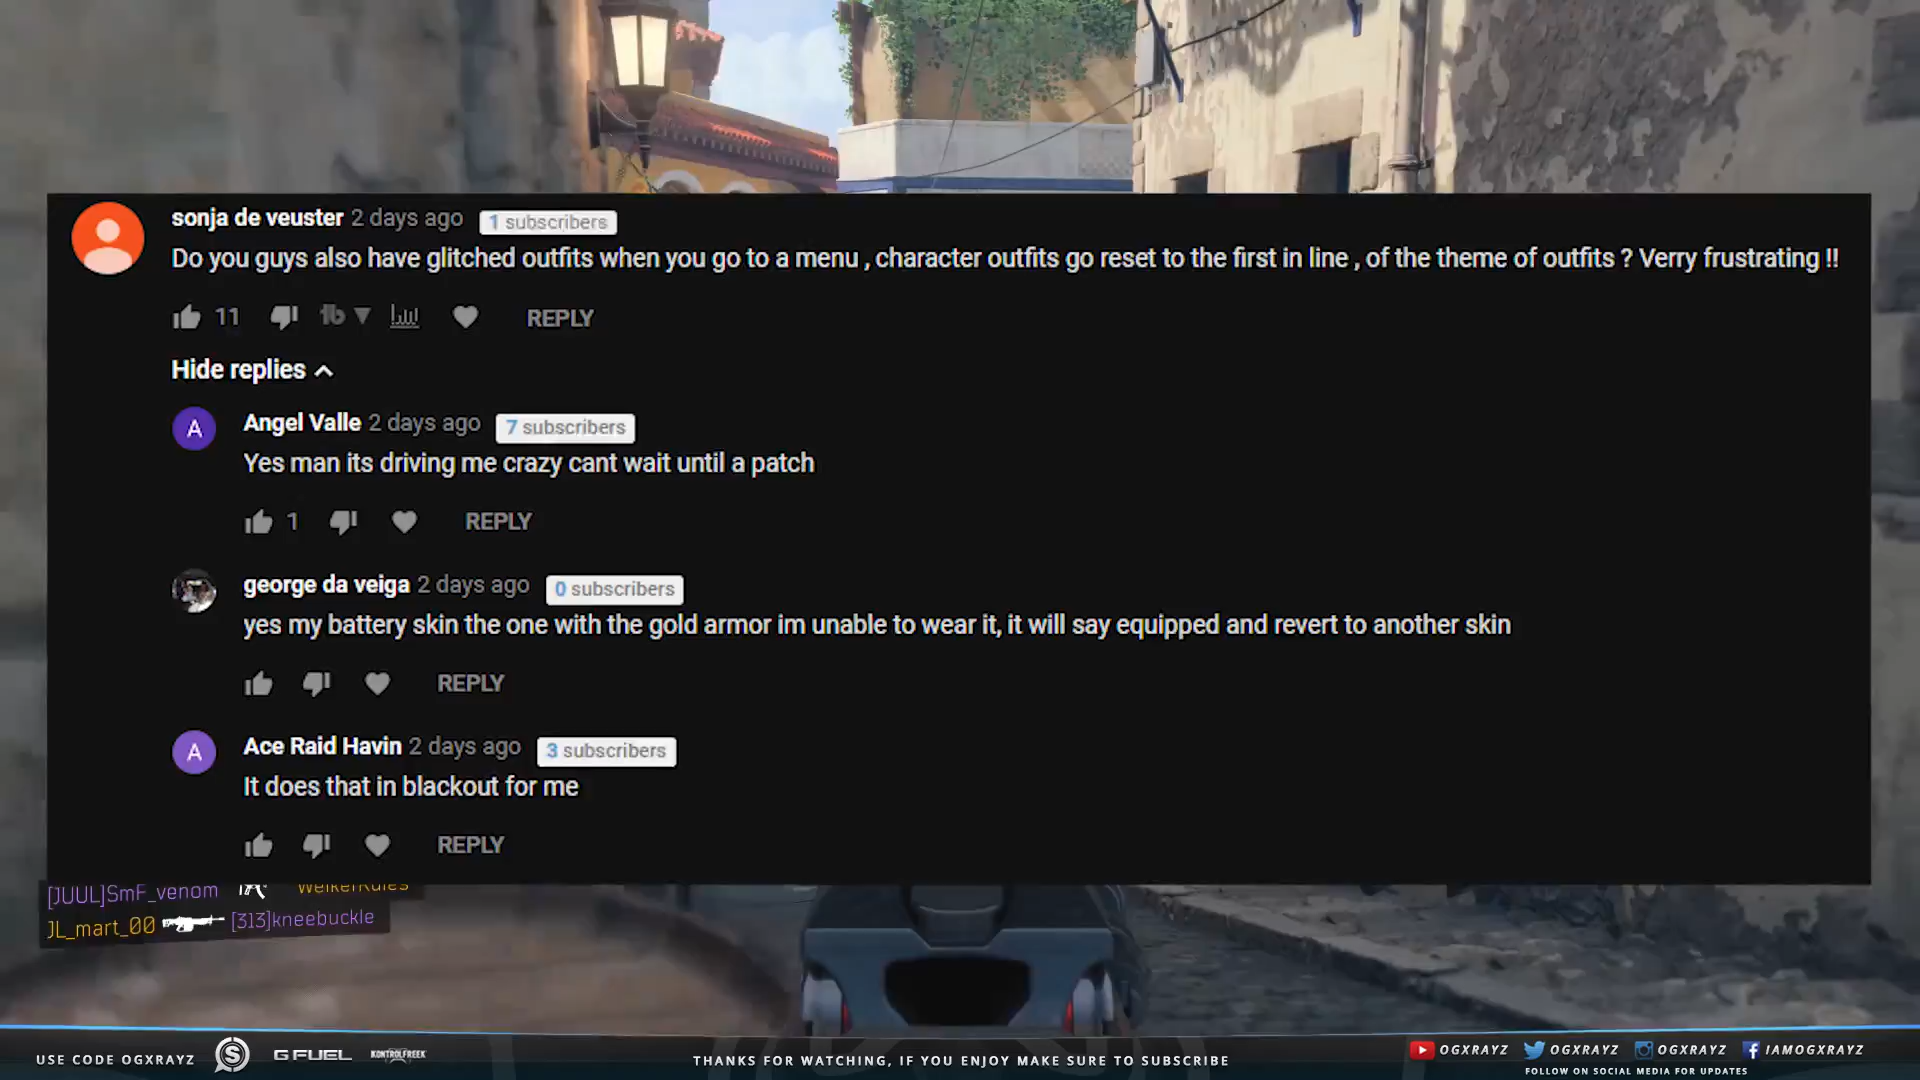 sonja de veuster 2 days ago 1 subscribers
Do you guys also have glitched outfits when you go to a menu , character outfits go reset to the first in line , of the theme of outfits ? Verry frustrating !!
11 REPLY
Hide replies
A Angel Valle 2 days ago 7 subscribers
Yes man its driving me crazy cant wait until a patch
1 REPLY
george da veiga 2 days ago 0 subscribers
yes my battery skin the one with the gold armor im unable to wear it, it will say equipped and revert to another skin
REPLY
A Ace Raid Havin 2 days ago 3 subscribers
It does that in blackout for me
REPLY
[JUUL]SmF_venom WelkerRules
JL_mart_00 [313]kneebuckle
USE CODE OGXRAYZ S G FUEL KONTROLFREEK THANKS FOR WATCHING, IF YOU ENJOY MAKE SURE TO SUBSCRIBE OGXRAYZ OGXRAYZ OGXRAYZ IAMOGXRAYZ
FOLLOW ON SOCIAL MEDIA FOR UPDATES